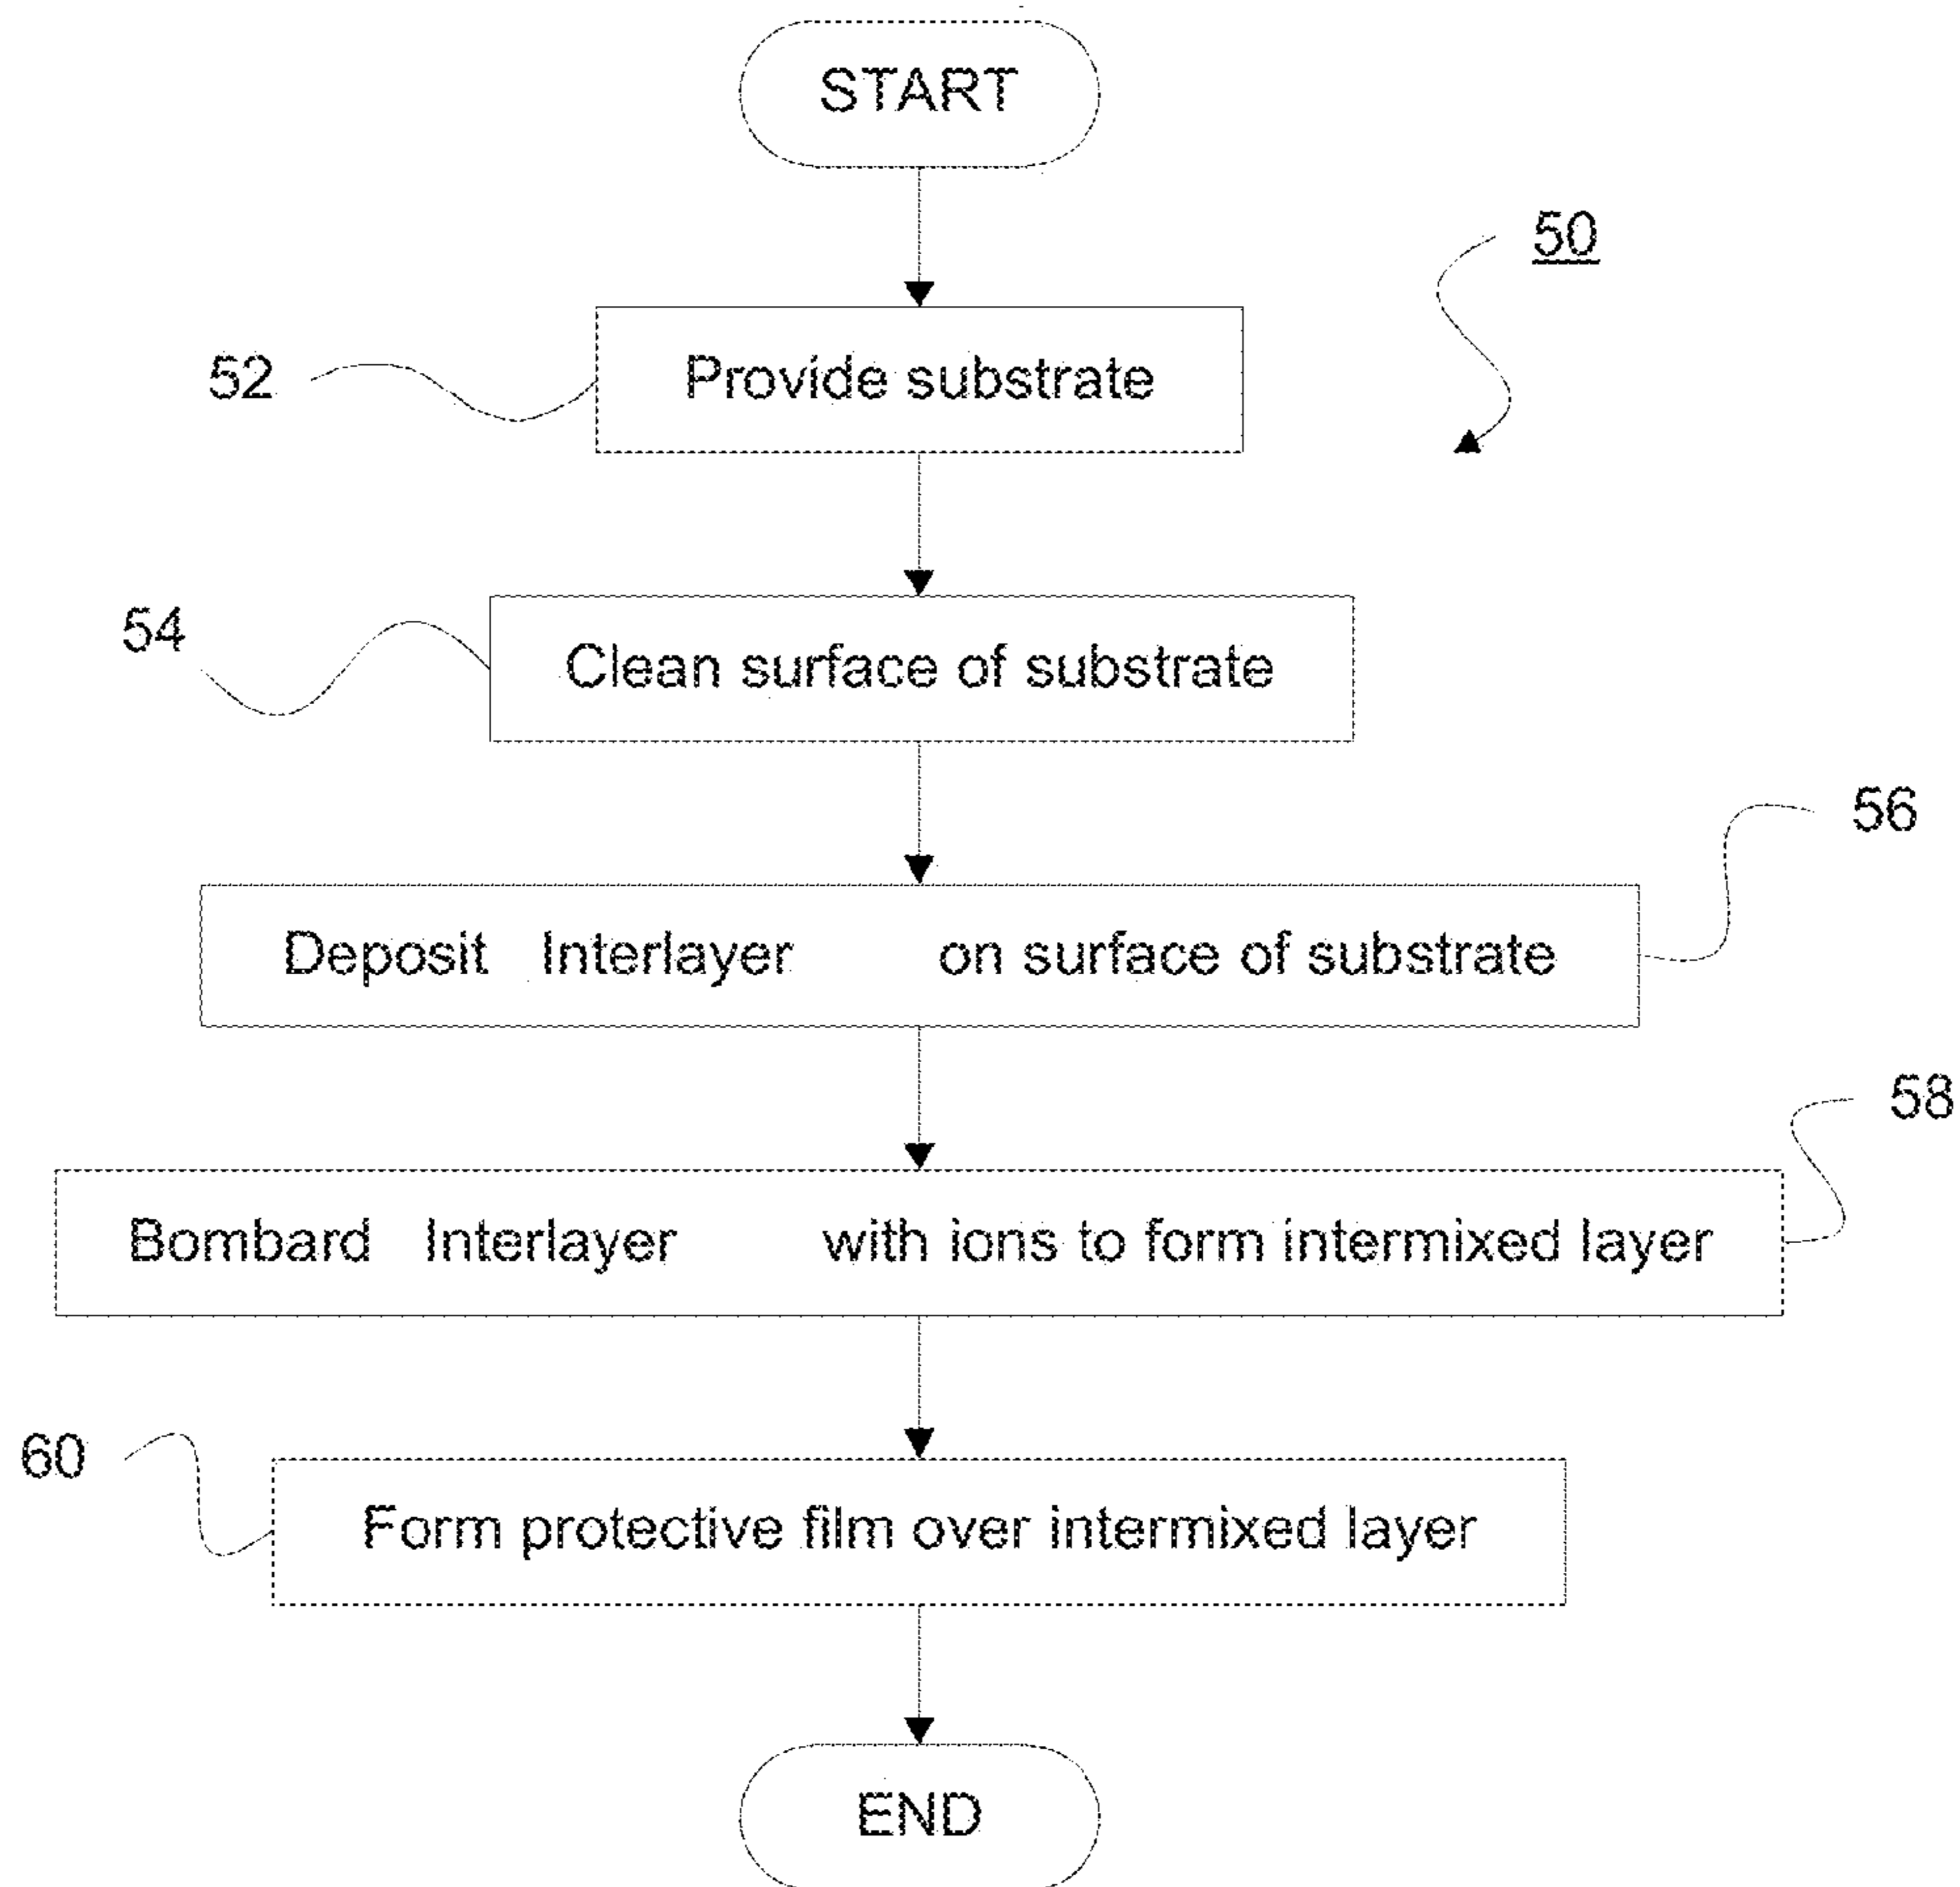 START
50
52
Provide substrate
54
Clean surface of substrate
56
Deposit Interlayer on surface of substrate
58
Bombard Interlayer with ions to form intermixed layer
60
Form protective film over intermixed layer
END